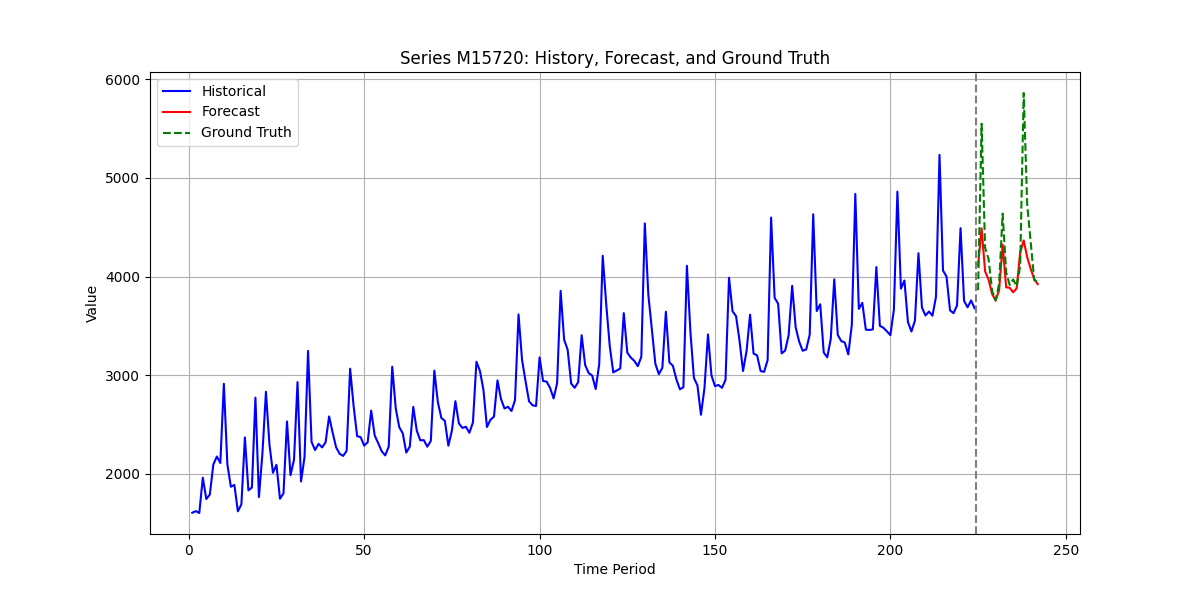 Series M15720: History, Forecast, and Ground Truth
Historical
Forecast
Ground Truth
6000
5000
4000
3000
2000
Value
0 50 100 150 200 250
Time Period